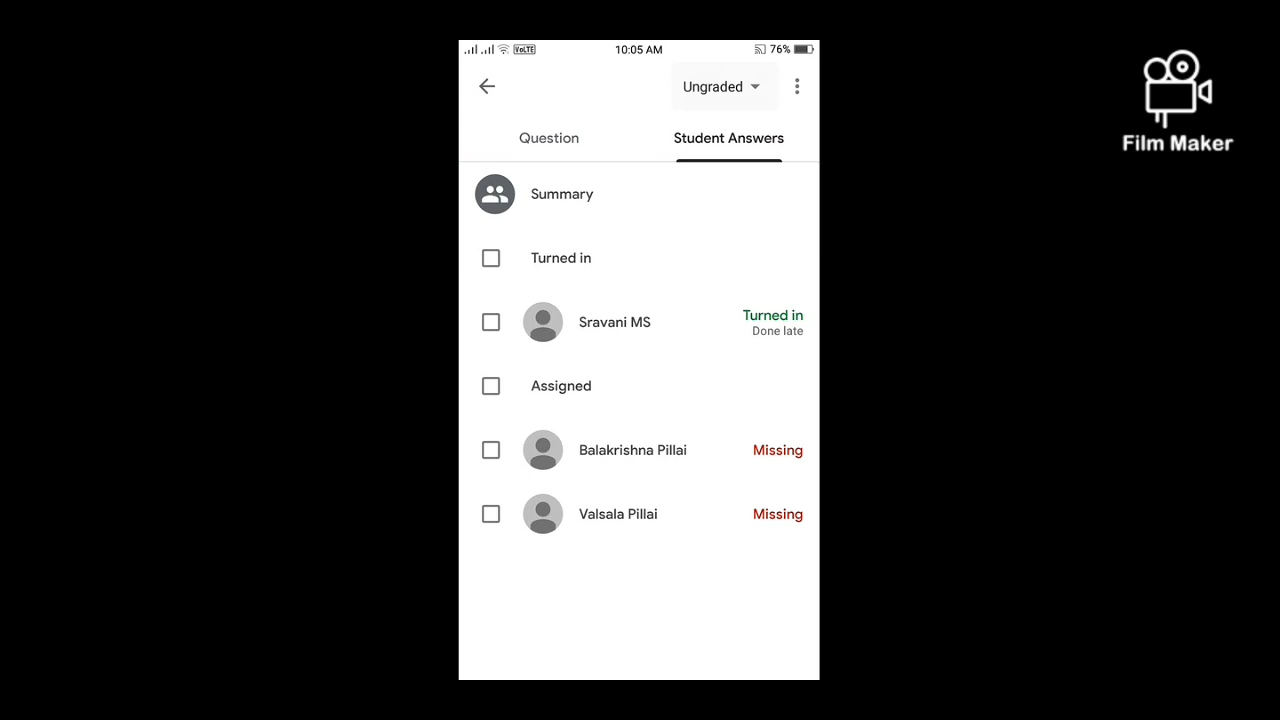 VoLTE
10:05 AM
76%
Ungraded
Question
Student Answers
Summary
Turned in
Sravani MS
Turned in
Done late
Assigned
Balakrishna Pillai
Missing
Valsala Pillai
Missing
Film Maker